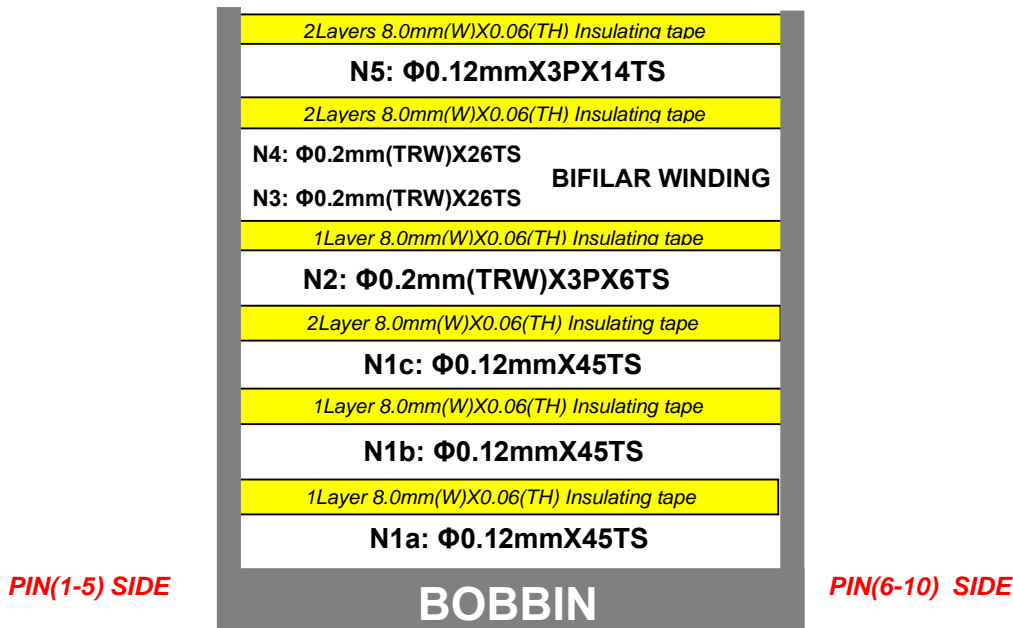 2Layers 8.0mm(W)X0.06(TH) Insulating tape
N5: Φ0.12mmX3PX14TS
2Layers 8.0mm(W)X0.06(TH) Insulating tape
N4: Φ0.2mm(TRW)X26TS
BIFILAR WINDING
N3: Φ0.2mm(TRW)X26TS
1Layer 8.0mm(W)X0.06(TH) Insulating tape
N2: Φ0.2mm(TRW)X3PX6TS
2Layer 8.0mm(W)X0.06(TH) Insulating tape
N1c: Φ0.12mmX45TS
1Layer 8.0mm(W)X0.06(TH) Insulating tape
N1b: Φ0.12mmX45TS
1Layer 8.0mm(W)X0.06(TH) Insulating tape
N1a: Φ0.12mmX45TS
PIN(1-5) SIDE
BOBBIN
PIN(6-10) SIDE